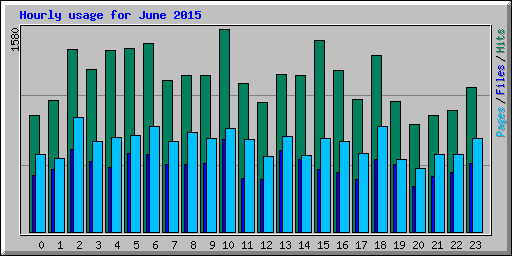 Hourly usage for June 2015
1580
Pages/Files/Hits
0 1 2 3 4 5 6 7 8 9 10 11 12 13 14 15 16 17 18 19 20 21 22 23